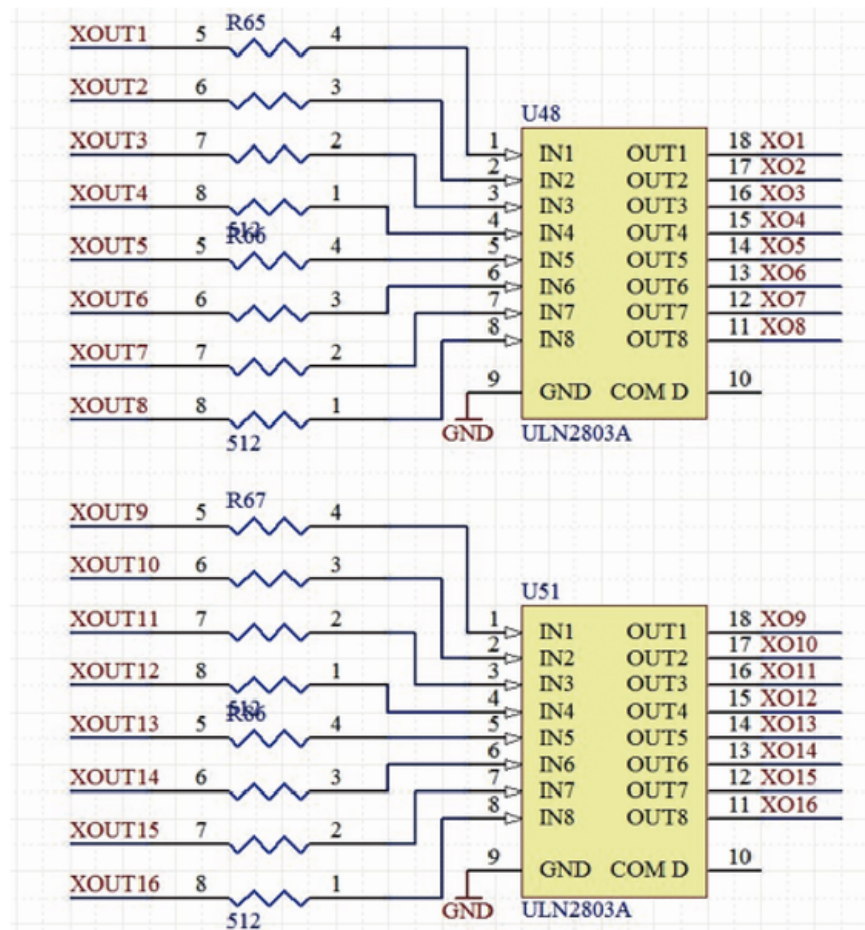 R65
XOUT1 5 4
XOUT2 6 3
U48
XOUT3 7 2 1 IN1 OUT1 18 XO1
2 IN2 OUT2 17 XO2
XOUT4 8 1 3 IN3 OUT3 16 XO3
512 4 IN4 OUT4 15 XO4
R66
XOUT5 5 4 5 IN5 OUT5 14 XO5
6 IN6 OUT6 13 XO6
XOUT6 6 3 7 IN7 OUT7 12 XO7
8 IN8 OUT8 11 XO8
XOUT7 7 2
9 GND COM D 10
XOUT8 8 1
512 GND ULN2803A
R67
XOUT9 5 4
XOUT10 6 3
U51
XOUT11 7 2 1 IN1 OUT1 18 XO9
2 IN2 OUT2 17 XO10
XOUT12 8 1 3 IN3 OUT3 16 XO11
512 4 IN4 OUT4 15 XO12
XOUT13 5 4 5 IN5 OUT5 14 XO13
6 IN6 OUT6 13 XO14
XOUT14 6 3 7 IN7 OUT7 12 XO15
8 IN8 OUT8 11 XO16
XOUT15 7 2
9 GND COM D 10
XOUT16 8 1
512 GND ULN2803A